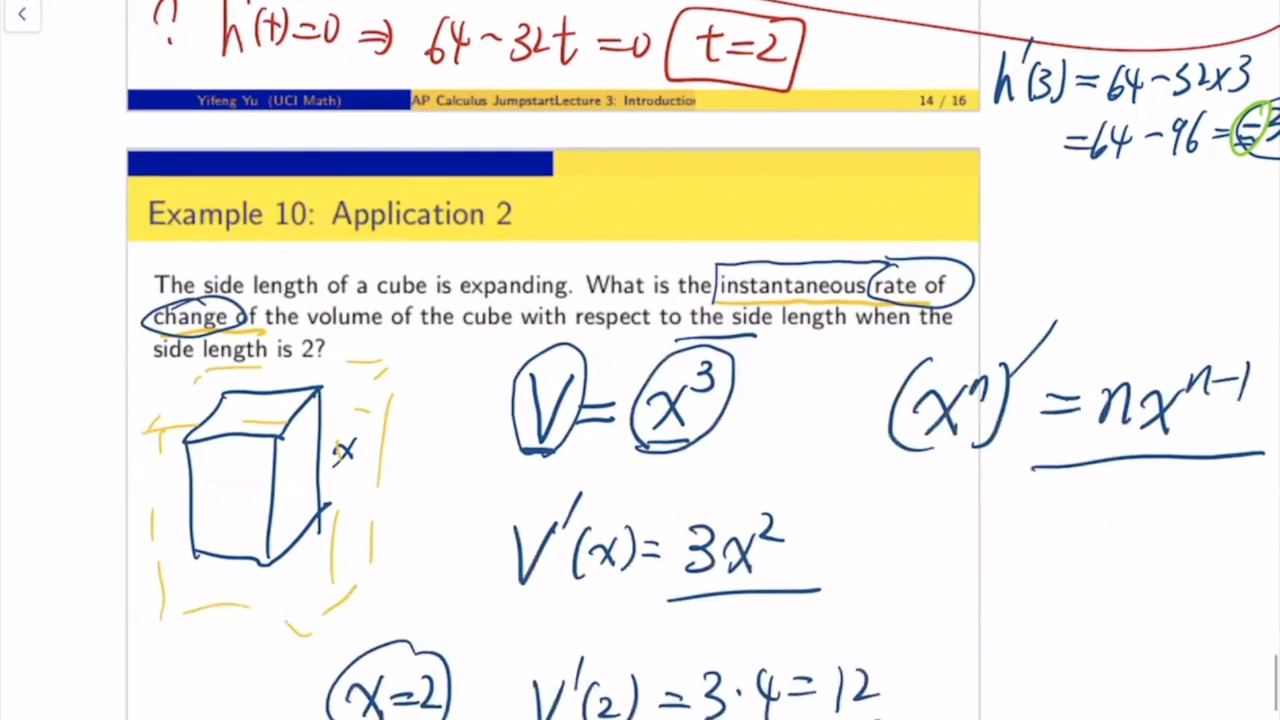 ? h'(t)=0 ⇒ 64-32t=0 t=2
h'(3)=64-32×3
=64-96=
Yifeng Yu (UCI Math) AP Calculus JumpstartLecture 3: Introduction 14 / 16
Example 10: Application 2
The side length of a cube is expanding. What is the instantaneous rate of
change of the volume of the cube with respect to the side length when the
side length is 2?
x
V = x³
(xⁿ)' = nxⁿ⁻¹
V'(x) = 3x²
x=2 V'(2) = 3·4 = 12